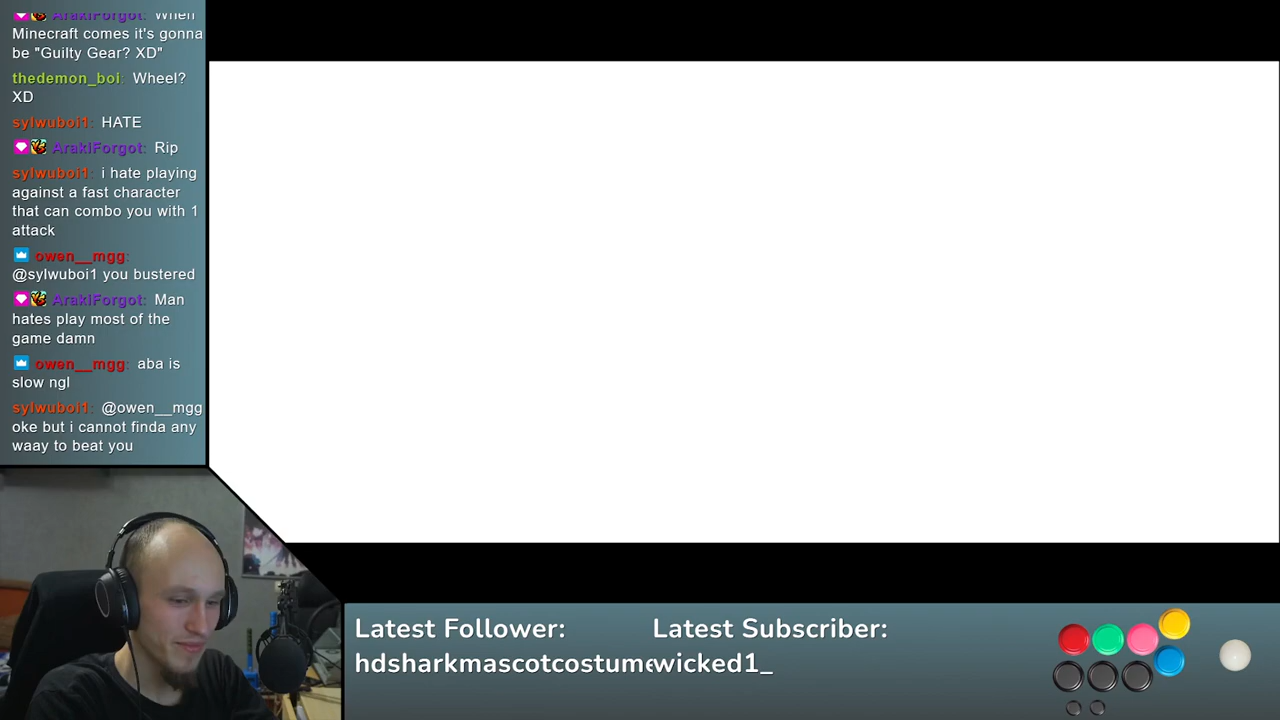 ArakiForgot: When
Minecraft comes it's gonna
be "Guilty Gear? XD"
thedemon_boi: Wheel?
XD
sylwuboi1: HATE
ArakiForgot: Rip
sylwuboi1: i hate playing
against a fast character
that can combo you with 1
attack
owen__mgg:
@sylwuboi1 you bustered
ArakiForgot: Man
hates play most of the
game damn
owen__mgg: aba is
slow ngl
sylwuboi1: @owen__mgg
oke but i cannot finda any
waay to beat you
Latest Follower:
hdsharkmascotcostume
Latest Subscriber:
wicked1_